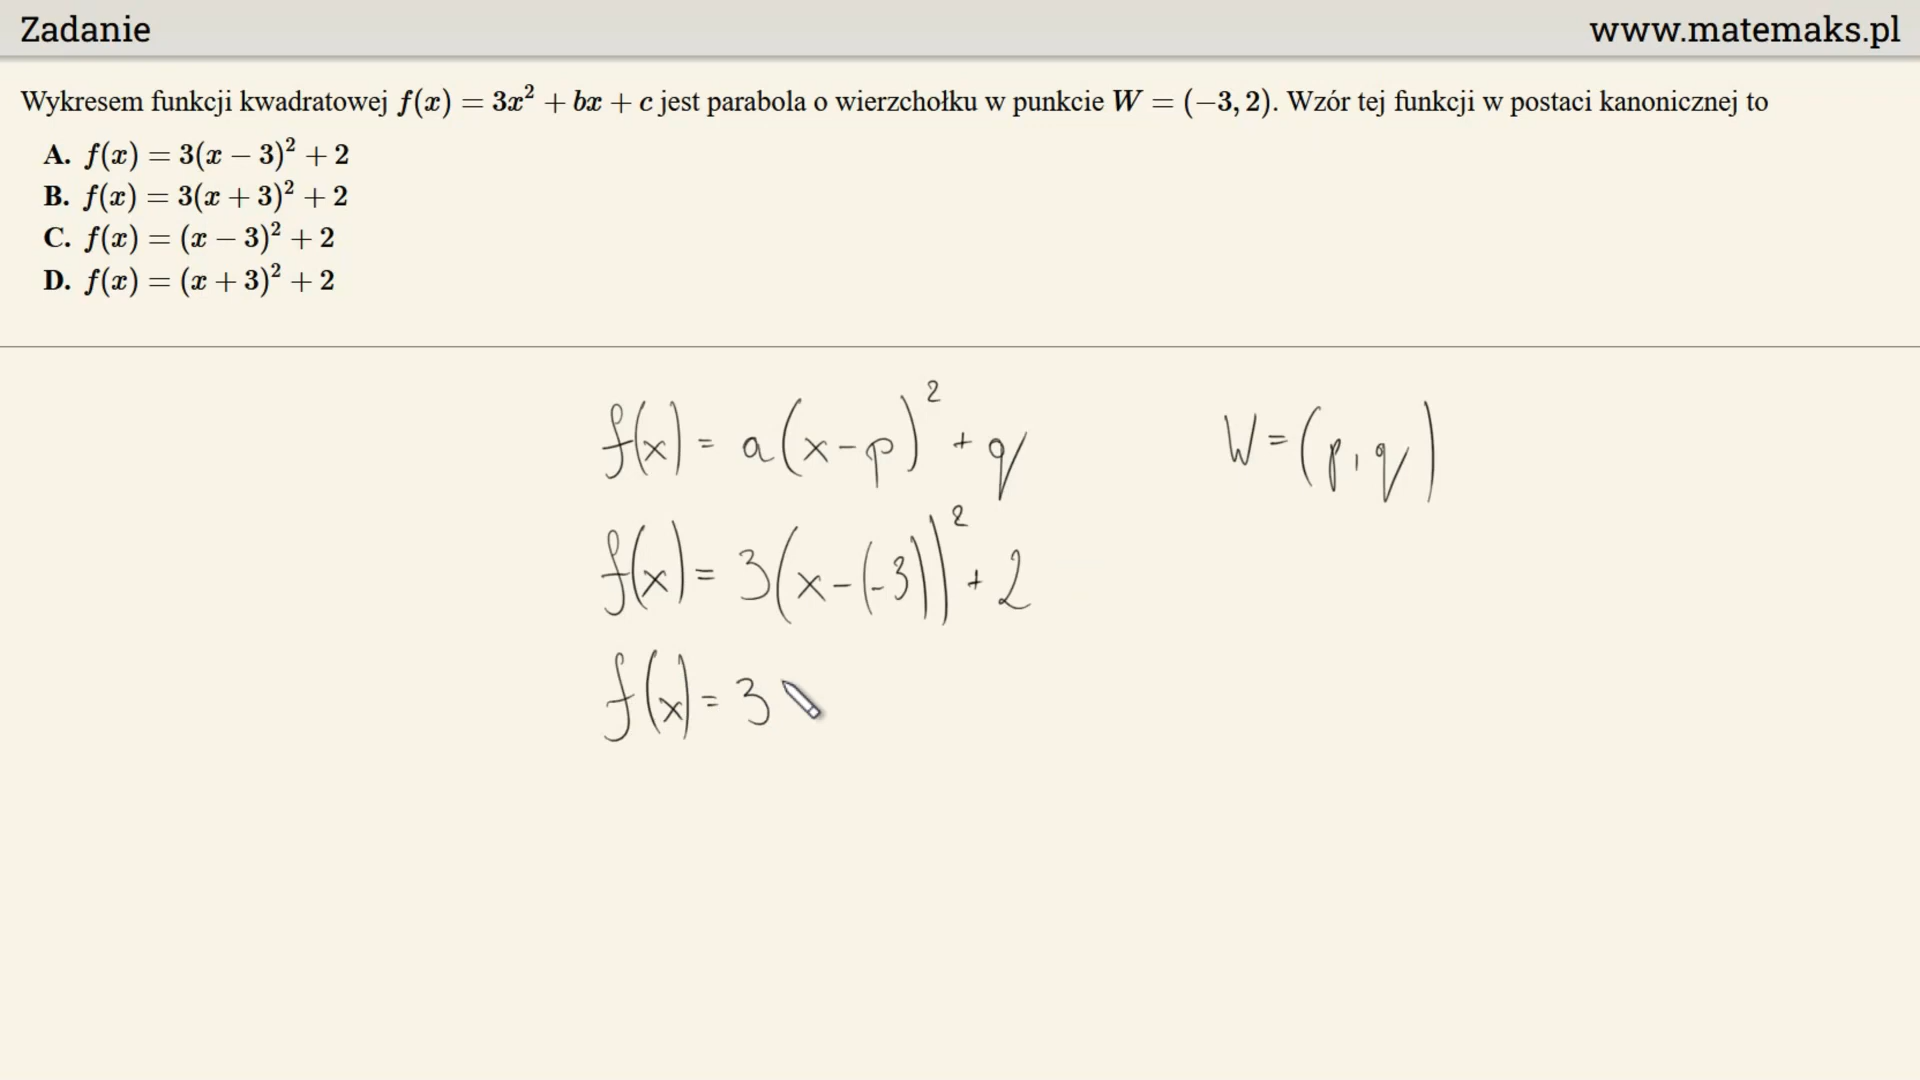 Zadanie www.matemaks.pl
Wykresem funkcji kwadratowej f(x) = 3x² + bx + c jest parabola o wierzchołku w punkcie W = (−3, 2). Wzór tej funkcji w postaci kanonicznej to
A. f(x) = 3(x − 3)² + 2
B. f(x) = 3(x + 3)² + 2
C. f(x) = (x − 3)² + 2
D. f(x) = (x + 3)² + 2
f(x) = a(x-p)² + q W = (p, q)
f(x) = 3(x-(-3))² + 2
f(x) = 3